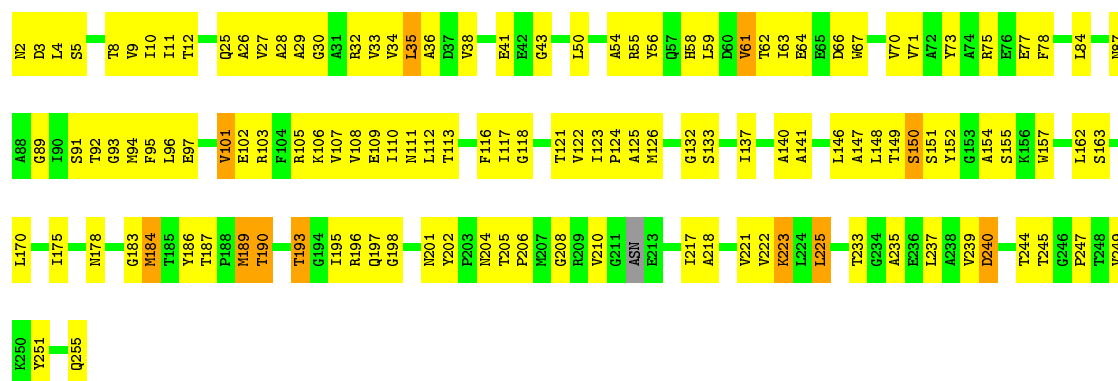 N2 D3 L4 S5 T8 V9 I10 I11 T12 Q25 A26 V27 A28 A29 G30 A31 R32 V33 V34 L35 A36 D37 V38 E41 E42 G43 L50 A54 R55 Y56 Q57 H58 L59 D60 V61 T62 I63 E64 E65 D66 W67 V70 V71 A72 Y73 A74 R75 E76 E77 F78 L84
A88 G89 I90 S91 T92 G93 M94 F95 L96 E97 V101 E102 R103 F104 R105 K106 V107 V108 E109 I110 N111 L112 T113 F116 I117 G118 T121 V122 I123 P124 A125 M126 G132 S133 I137 A140 A141 L146 A147 L148 T149 S150 S151 Y152 G153 A154 S155 K156 W157 L162 S163
L170 I175 N178 G183 M184 T185 Y186 T187 P188 M189 T190 T193 G194 I195 R196 Q197 G198 N201 Y202 P203 N204 T205 P206 M207 G208 R209 V210 G211 ASN E213 I217 A218 V221 V222 K223 L224 L225 T233 G234 A235 E236 L237 A238 V239 D240 T244 T245 G246 P247 T248 V249
K250 Y251 Q255